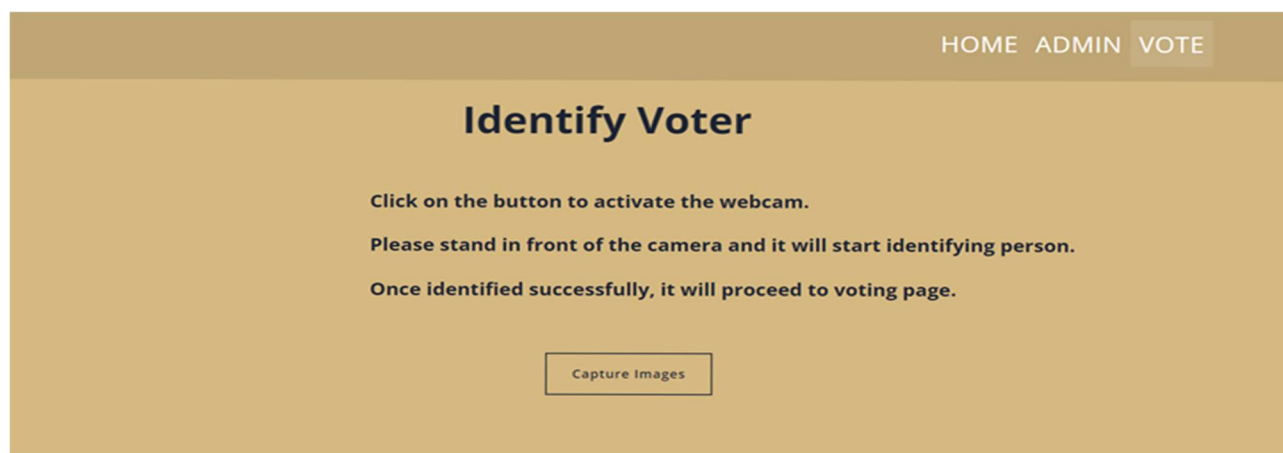 HOME ADMIN VOTE
Identify Voter
Click on the button to activate the webcam.
Please stand in front of the camera and it will start identifying person.
Once identified successfully, it will proceed to voting page.
Capture Images